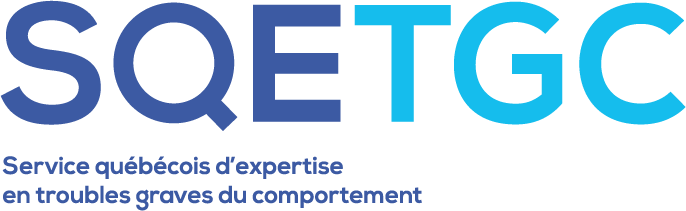 SQETGC
Service québécois d'expertise
en troubles graves du comportement